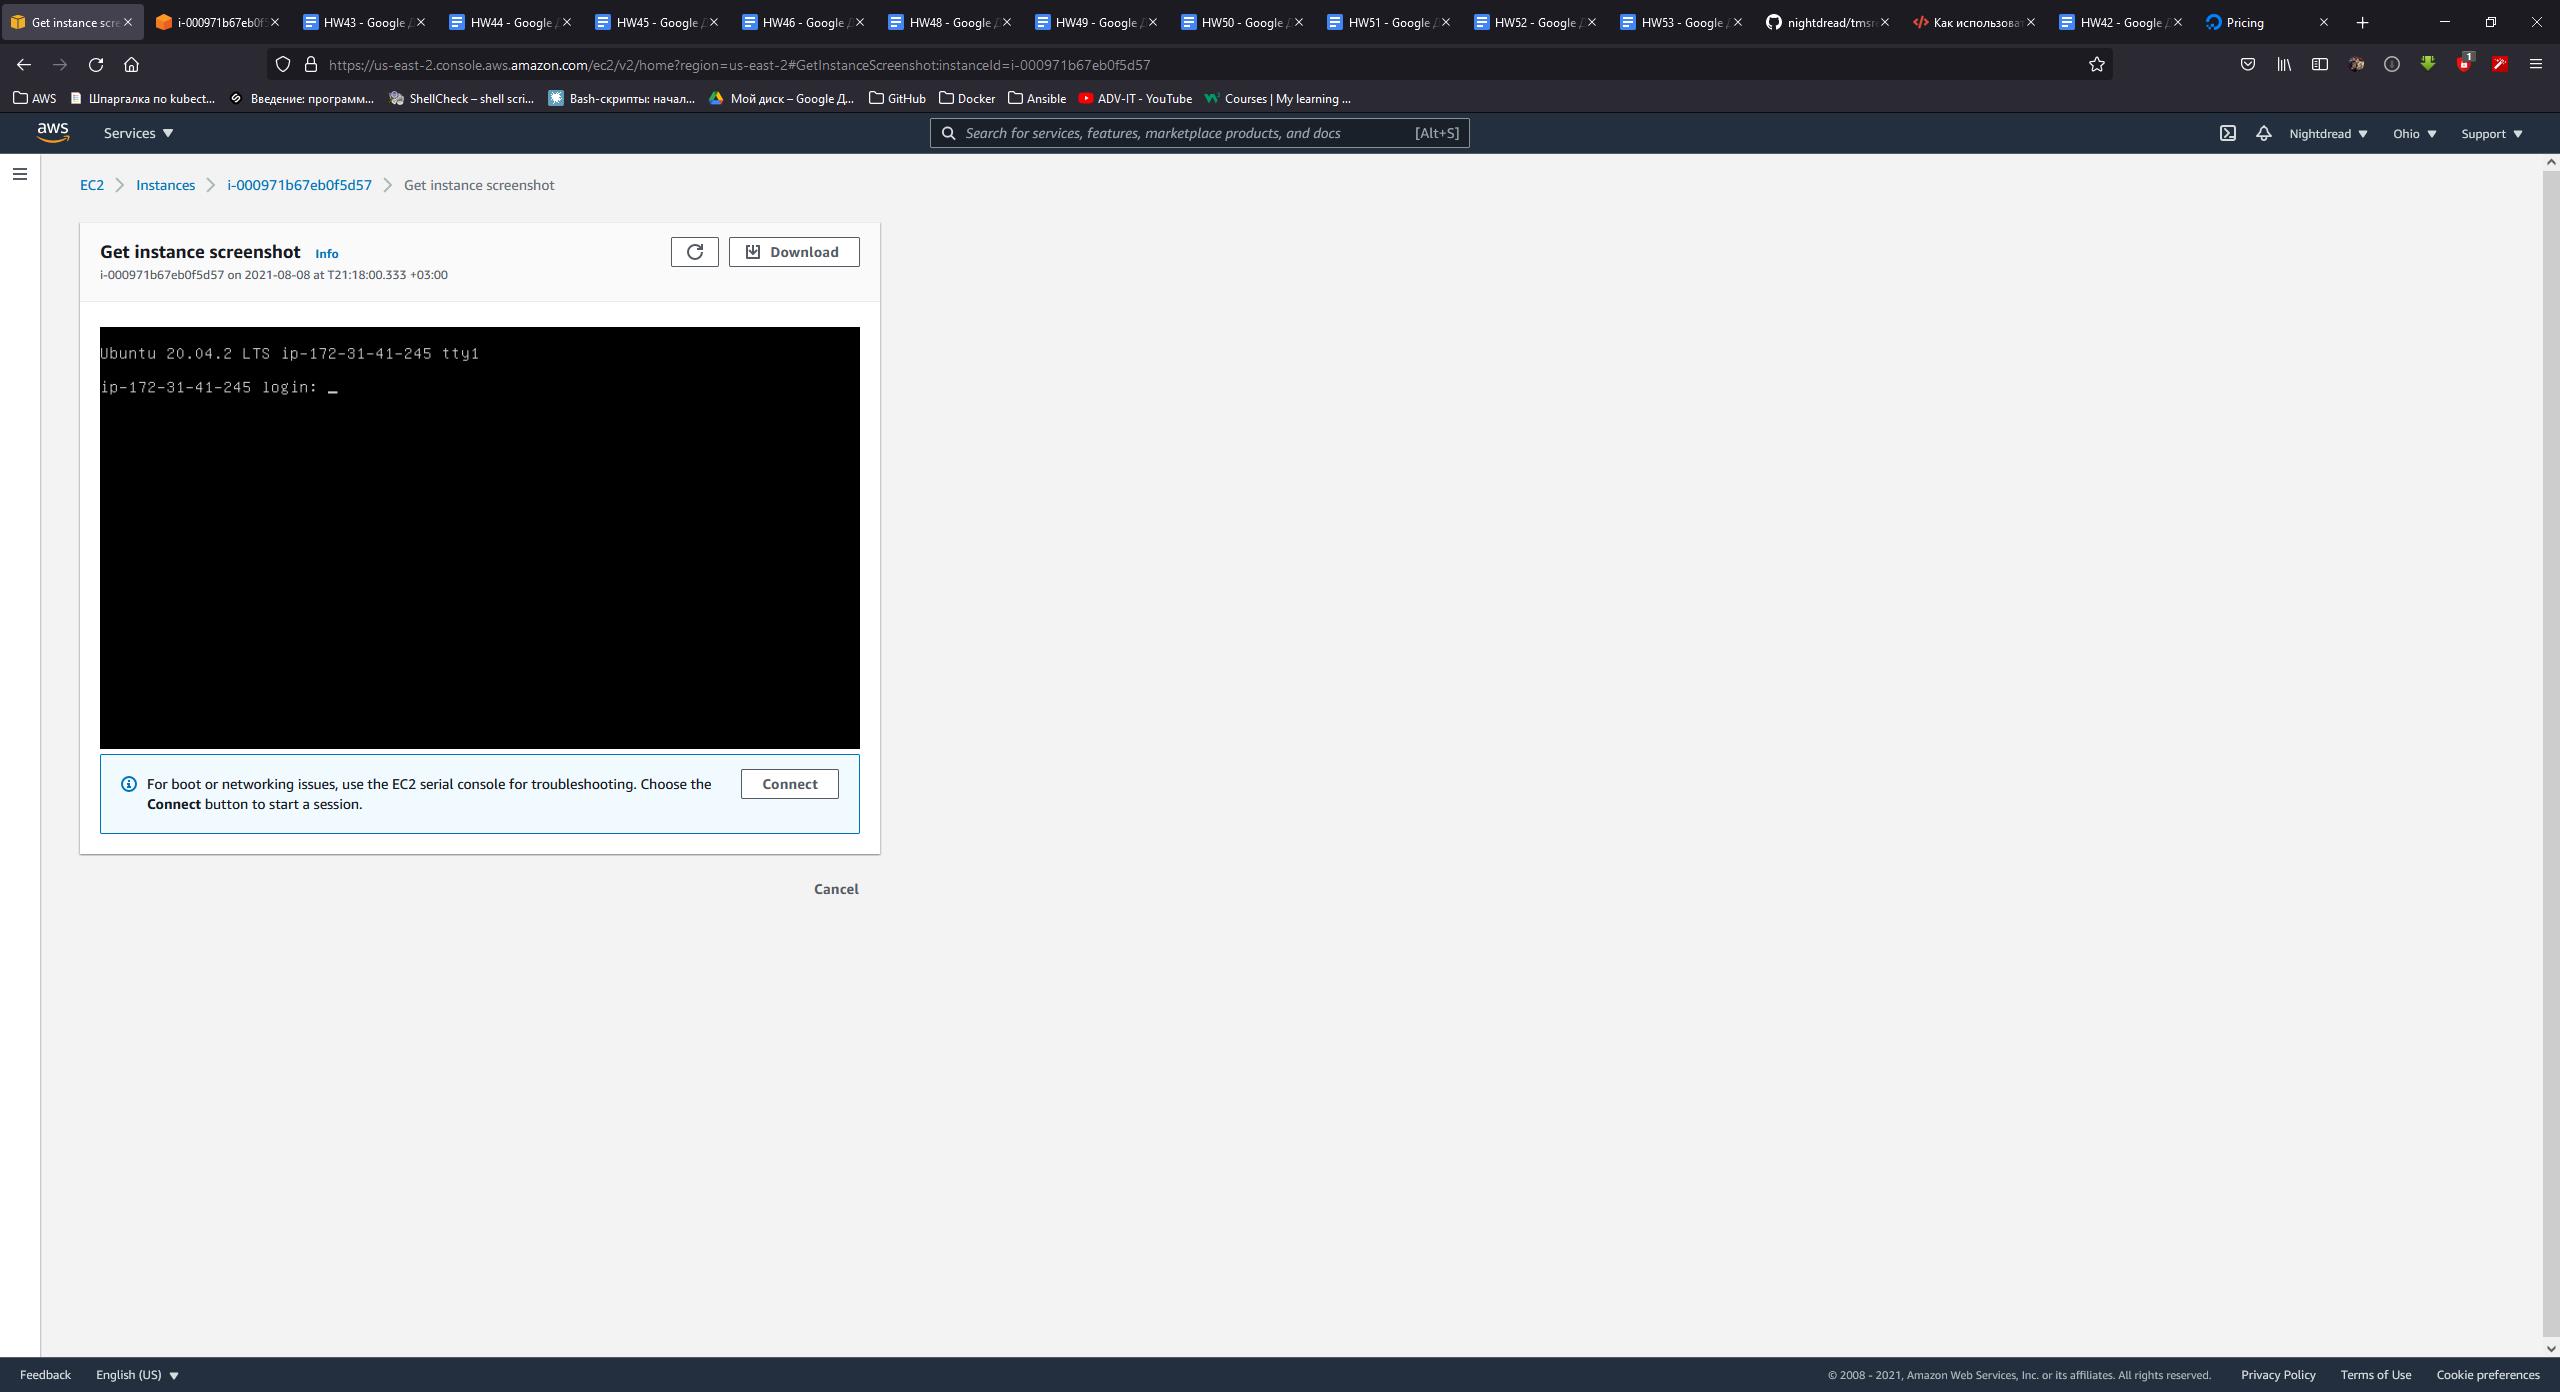 Get instance scre
i-000971b67eb0f5
HW43 - Google Д
HW44 - Google Д
HW45 - Google Д
HW46 - Google Д
HW48 - Google Д
HW49 - Google Д
HW50 - Google Д
HW51 - Google Д
HW52 - Google Д
HW53 - Google Д
nightdread/tmsr
Как использоват
HW42 - Google Д
Pricing
https://us-east-2.console.aws.amazon.com/ec2/v2/home?region=us-east-2#GetInstanceScreenshot:instanceId=i-000971b67eb0f5d57
1
AWS
Шпаргалка по kubect...
Введение: программ...
ShellCheck – shell scri...
Bash-скрипты: начал...
Мой диск – Google Д...
GitHub
Docker
Ansible
ADV-IT - YouTube
Courses | My learning ...
aws
Services
Search for services, features, marketplace products, and docs
[Alt+S]
Nightdread
Ohio
Support
EC2
Instances
i-000971b67eb0f5d57
Get instance screenshot
Get instance screenshot Info
Download
i-000971b67eb0f5d57 on 2021-08-08 at T21:18:00.333 +03:00
Ubuntu 20.04.2 LTS ip-172-31-41-245 tty1
ip-172-31-41-245 login: _
For boot or networking issues, use the EC2 serial console for troubleshooting. Choose the
Connect button to start a session.
Connect
Cancel
Feedback
English (US)
© 2008 - 2021, Amazon Web Services, Inc. or its affiliates. All rights reserved.
Privacy Policy
Terms of Use
Cookie preferences